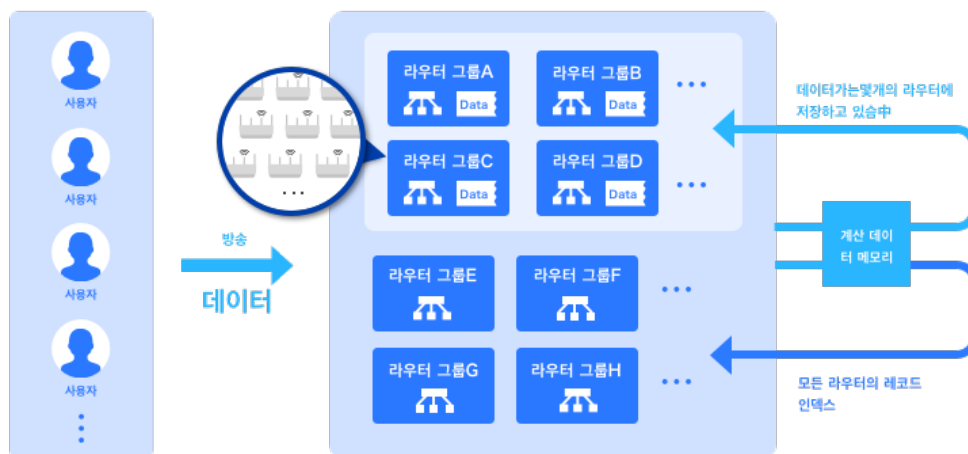 사용자
사용자
사용자
사용자
방송
데이터
라우터 그룹A
Data
라우터 그룹B
Data
라우터 그룹C
Data
라우터 그룹D
Data
라우터 그룹E
라우터 그룹F
라우터 그룹G
라우터 그룹H
데이터가는몇개의 라우터에
저장하고 있습中
계산 데이
터 메모리
모든 라우터의 레코드
인덱스